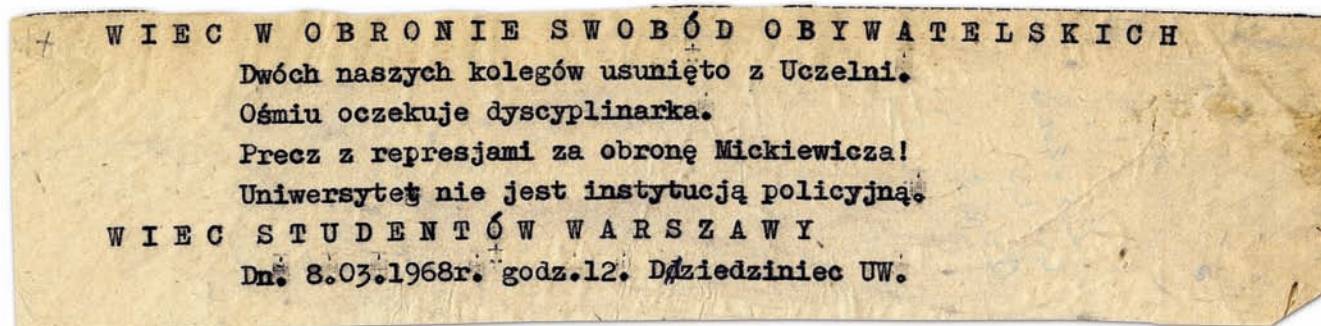 WIEC W OBRONIE SWOBÓD OBYWATELSKICH
Dwóch naszych kolegów usunięto z Uczelni.
Ośmiu oczekuje dyscyplinarka.
Precz z represjami za obronę Mickiewicza!
Uniwersytet nie jest instytucją policyjną.
WIEC STUDENTÓW WARSZAWY
Dn. 8.03.1968r. godz.12. Dziedziniec UW.